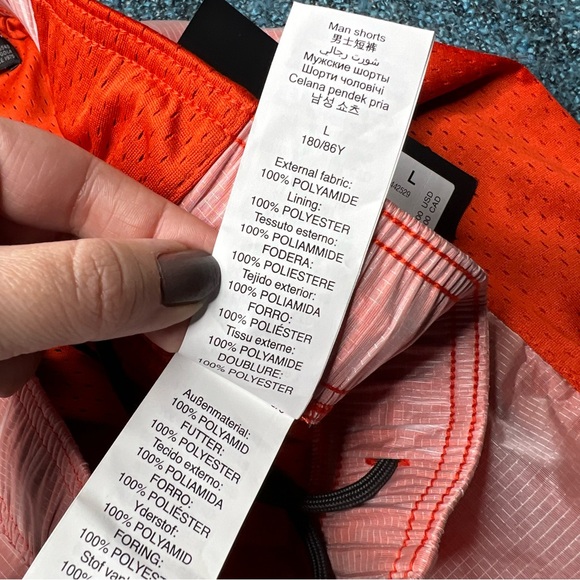 L
Man shorts
男士短裤
شورت رجالي
Мужские шорты
Шорти чоловічі
Celana pendek pria
남성 쇼츠
L
180/86Y
External fabric:
100% POLYAMIDE
Lining:
100% POLYESTER
Tessuto esterno:
100% POLIAMMIDE
FODERA:
100% POLIESTERE
Tejido exterior:
100% POLIAMIDA
FORRO:
100% POLIÉSTER
Tissu externe:
100% POLYAMIDE
DOUBLURE:
100% POLYESTER
Außenmaterial:
100% POLYAMID
FUTTER:
100% POLYESTER
Tecido externo:
100% POLIAMIDA
FORRO:
100% POLIÉSTER
Yderstof:
100% POLYAMID
FORING:
100% POLYESTER
Stof
L
USD
CAD